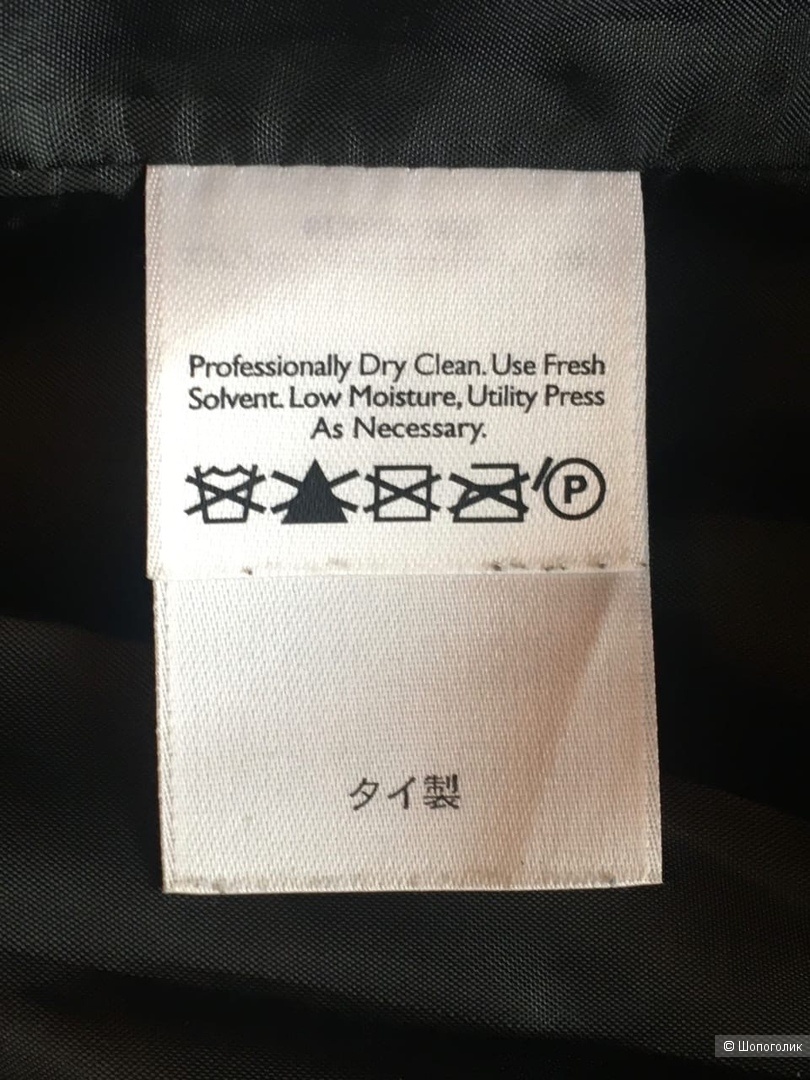 Professionally Dry Clean. Use Fresh
Solvent. Low Moisture, Utility Press
As Necessary.
P
タイ製
© Шопоголик